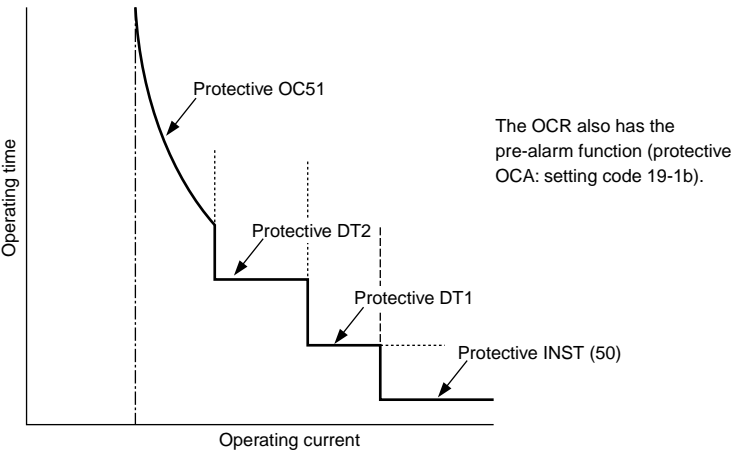 Protective OC51
The OCR also has the
pre-alarm function (protective
OCA: setting code 19-1b).
Operating time
Protective DT2
Protective DT1
Protective INST (50)
Operating current